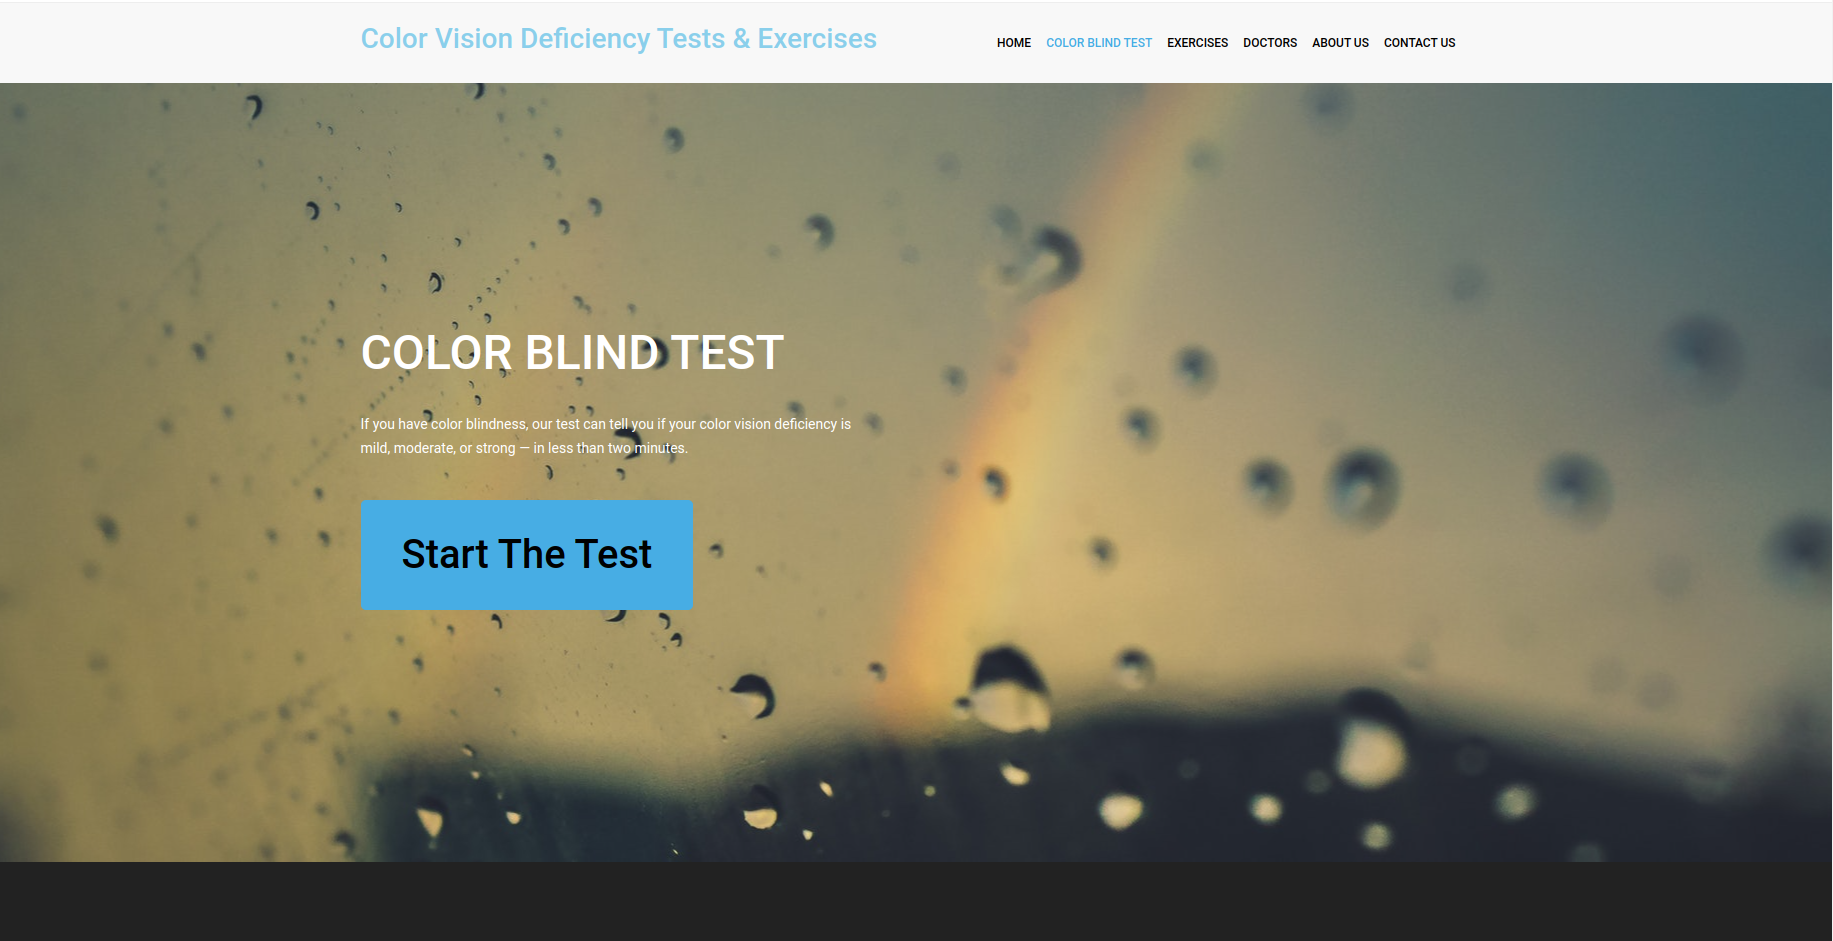 Color Vision Deficiency Tests & Exercises
HOME COLOR BLIND TEST EXERCISES DOCTORS ABOUT US CONTACT US
COLOR BLIND TEST
If you have color blindness, our test can tell you if your color vision deficiency is
mild, moderate, or strong — in less than two minutes.
Start The Test